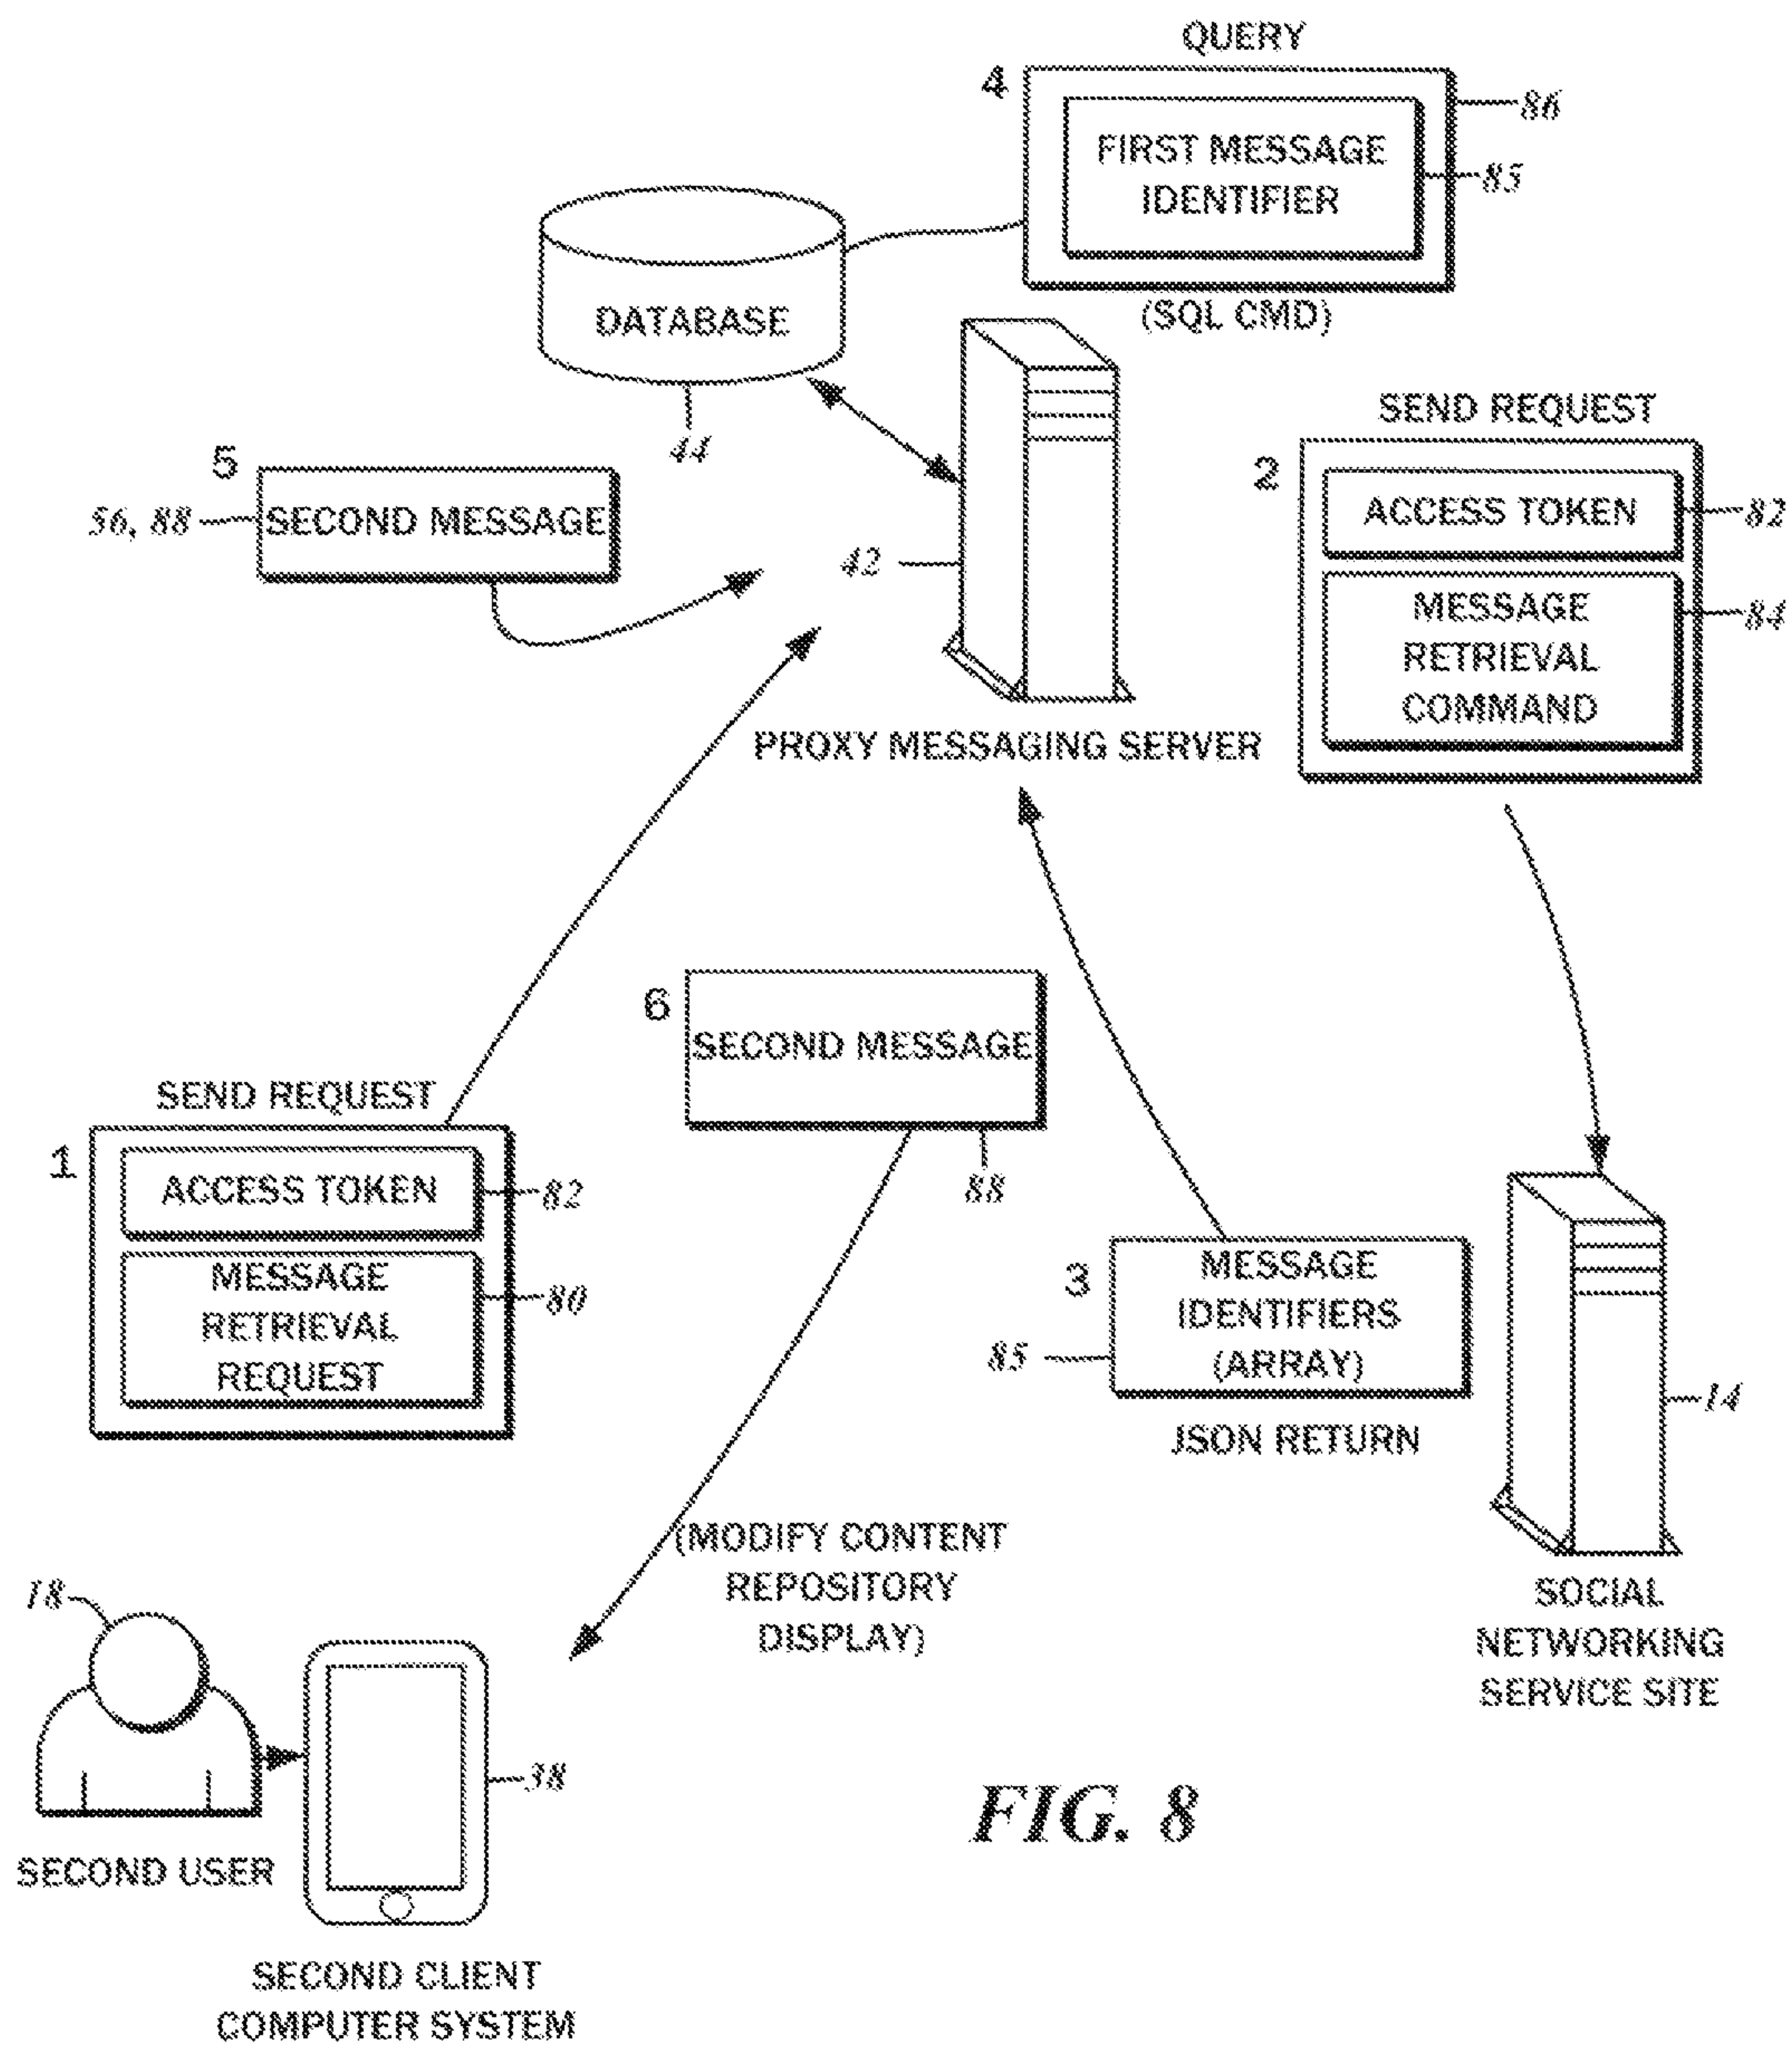 QUERY
4
86
FIRST MESSAGE
IDENTIFIER
85
(SQL CMD)
DATABASE
44
SEND REQUEST
2
ACCESS TOKEN
82
MESSAGE
RETRIEVAL
COMMAND
84
5
56, 88
SECOND MESSAGE
42
PROXY MESSAGING SERVER
6
SECOND MESSAGE
88
SEND REQUEST
1
ACCESS TOKEN
82
MESSAGE
RETRIEVAL
REQUEST
80
3
MESSAGE
IDENTIFIERS
(ARRAY)
85
JSON RETURN
14
(MODIFY CONTENT
REPOSITORY
DISPLAY)
SOCIAL
NETWORKING
SERVICE SITE
18
38
SECOND USER
SECOND CLIENT
COMPUTER SYSTEM
FIG. 8